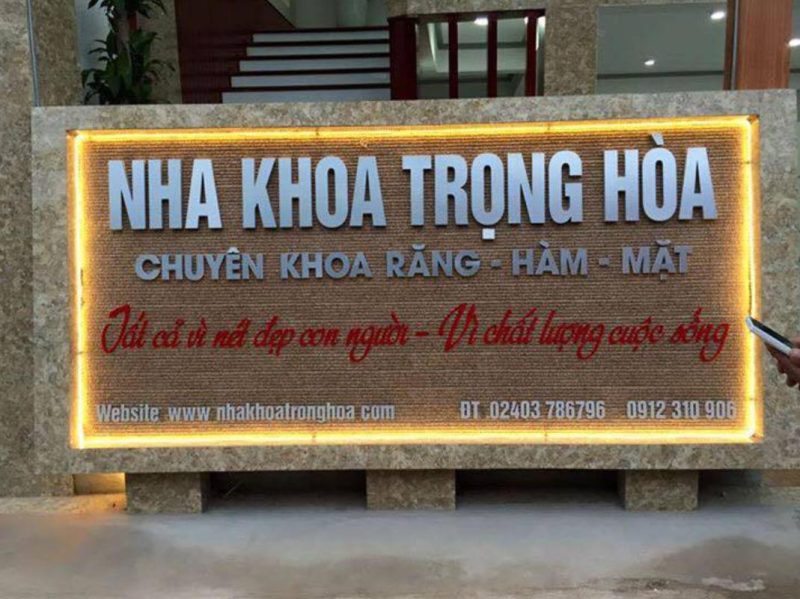 NHA KHOA TRỌNG HÒA
CHUYÊN KHOA RĂNG - HÀM - MẶT
Tất cả vì nét đẹp con người - Vì chất lượng cuộc sống
Website www nhakhoatronghoa com ĐT 02403 786796 0912 310 906